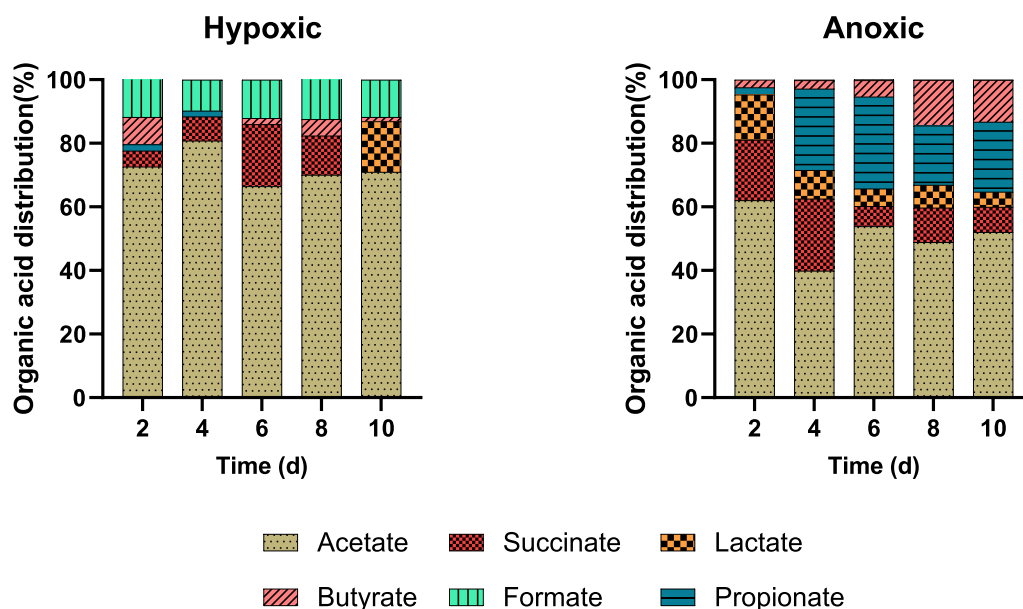 Hypoxic
Organic acid distribution(%)
100
80
60
40
20
0
2 4 6 8 10
Time (d)
Anoxic
Organic acid distribution(%)
100
80
60
40
20
0
2 4 6 8 10
Time (d)
Acetate Succinate Lactate
Butyrate Formate Propionate